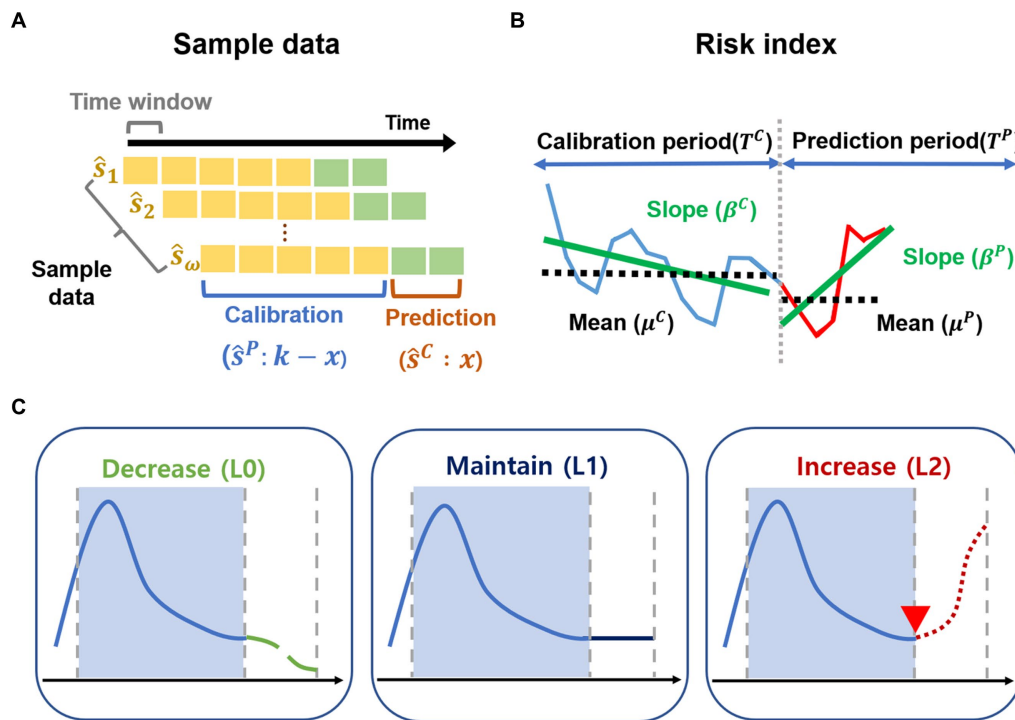 A
Sample data
Time window
Time
ŝ₁
ŝ₂
⋮
ŝ_ω
Sample
data
Calibration
(ŝᴾ: k − x)
Prediction
(ŝᶜ : x)
B
Risk index
Calibration period(Tᶜ)
Prediction period(Tᴾ)
Slope (βᶜ)
Slope (βᴾ)
Mean (μᶜ)
Mean (μᴾ)
C
Decrease (L0)
Maintain (L1)
Increase (L2)